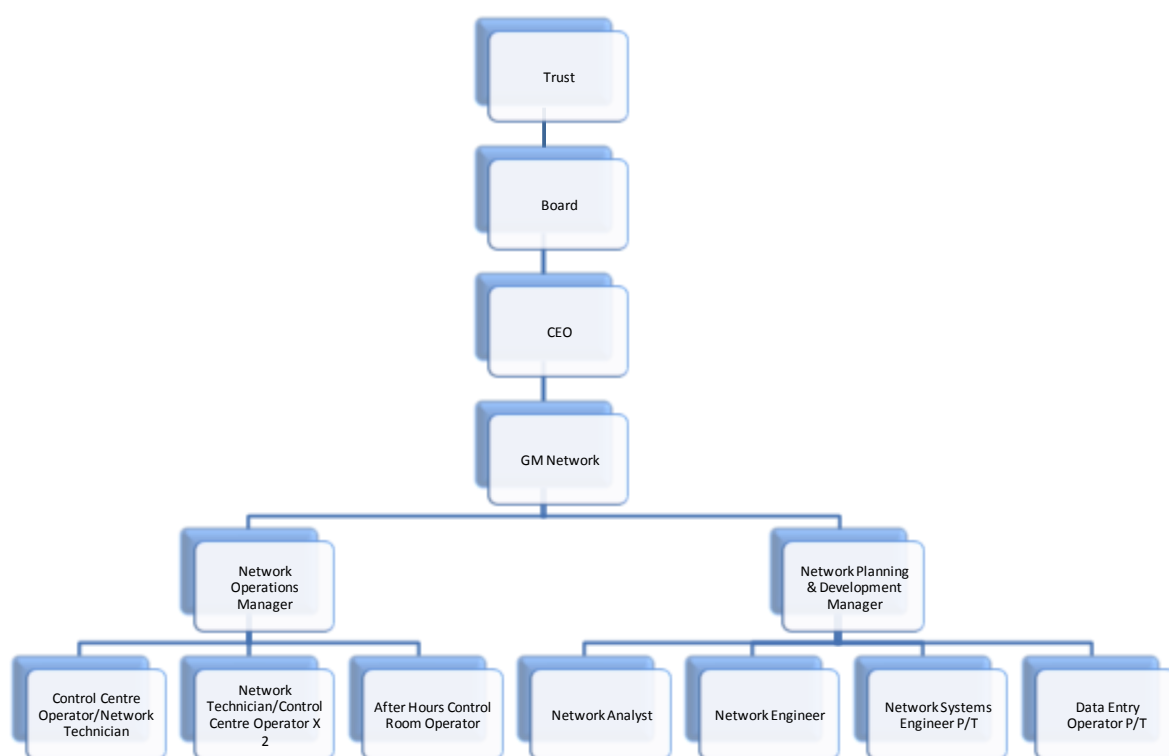 Trust
Board
CEO
GM Network
Network
Operations
Manager
Network Planning
& Development
Manager
Control Centre
Operator/Network
Technician
Network
Technician/Control
Centre Operator X
2
After Hours Control
Room Operator
Network Analyst
Network Engineer
Network Systems
Engineer P/T
Data Entry
Operator P/T